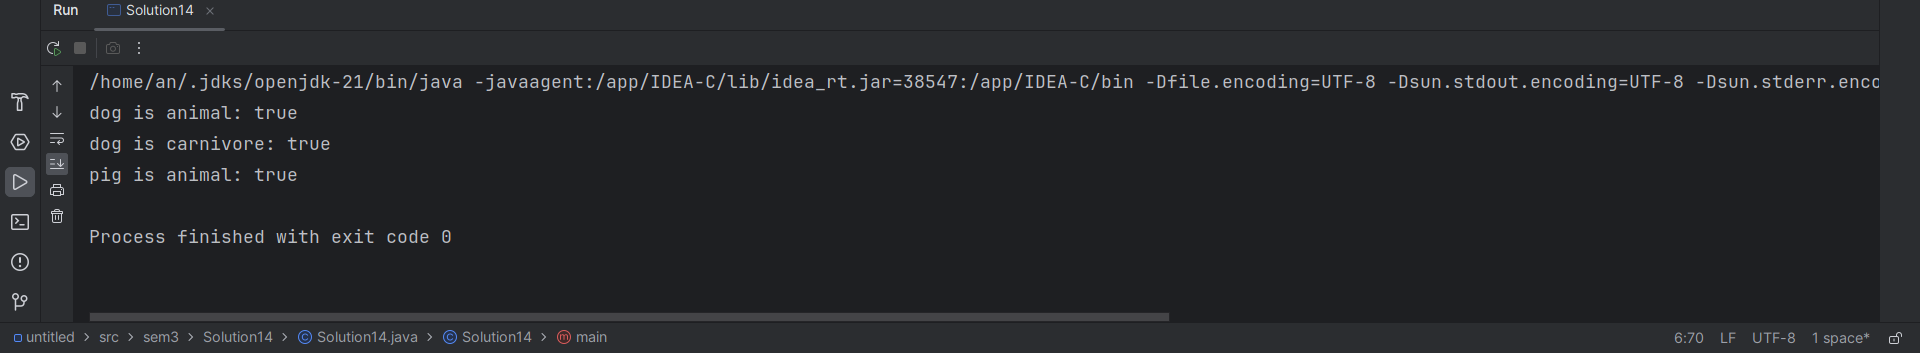 Run Solution14
/home/an/.jdks/openjdk-21/bin/java -javaagent:/app/IDEA-C/lib/idea_rt.jar=38547:/app/IDEA-C/bin -Dfile.encoding=UTF-8 -Dsun.stdout.encoding=UTF-8 -Dsun.stderr.enco
dog is animal: true
dog is carnivore: true
pig is animal: true
Process finished with exit code 0
untitled > src > sem3 > Solution14 > Solution14.java > Solution14 > main 6:70 LF UTF-8 1 space*